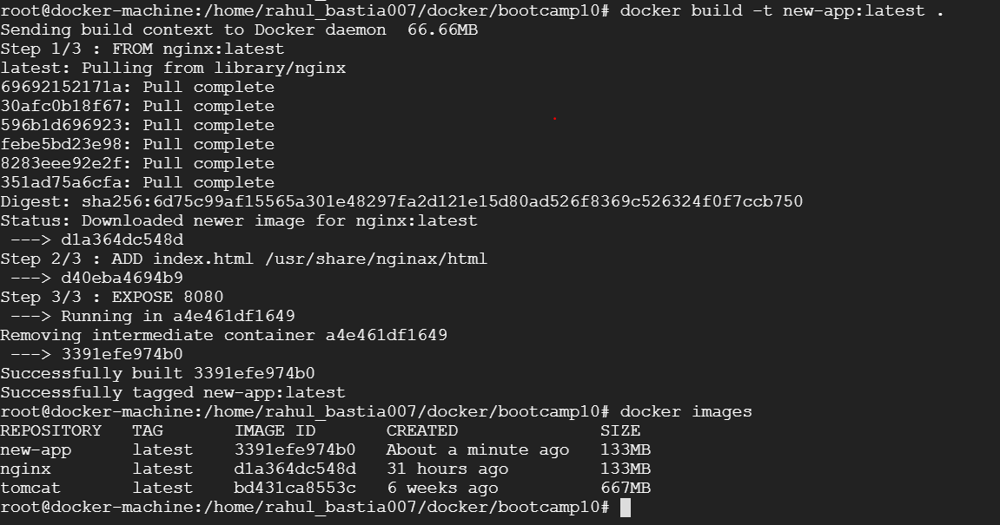 root@docker-machine:/home/rahul_bastia007/docker/bootcamp10# docker build -t new-app:latest .
Sending build context to Docker daemon  66.66MB
Step 1/3 : FROM nginx:latest
latest: Pulling from library/nginx
69692152171a: Pull complete
30afc0b18f67: Pull complete
596b1d696923: Pull complete
febe5bd23e98: Pull complete
8283eee92e2f: Pull complete
351ad75a6cfa: Pull complete
Digest: sha256:6d75c99af15565a301e48297fa2d121e15d80ad526f8369c526324f0f7ccb750
Status: Downloaded newer image for nginx:latest
 ---> d1a364dc548d
Step 2/3 : ADD index.html /usr/share/nginax/html
 ---> d40eba4694b9
Step 3/3 : EXPOSE 8080
 ---> Running in a4e461df1649
Removing intermediate container a4e461df1649
 ---> 3391efe974b0
Successfully built 3391efe974b0
Successfully tagged new-app:latest
root@docker-machine:/home/rahul_bastia007/docker/bootcamp10# docker images
REPOSITORY   TAG       IMAGE ID       CREATED              SIZE
new-app      latest    3391efe974b0   About a minute ago   133MB
nginx        latest    d1a364dc548d   31 hours ago         133MB
tomcat       latest    bd431ca8553c   6 weeks ago          667MB
root@docker-machine:/home/rahul_bastia007/docker/bootcamp10#